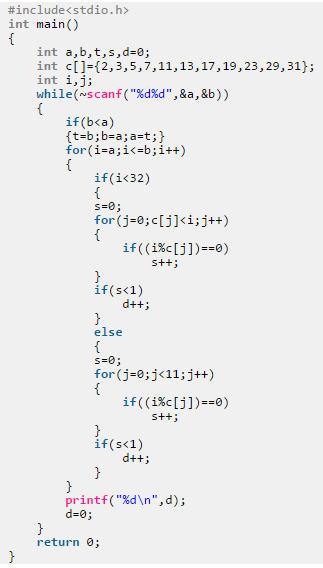 #include<stdio.h>
int main()
{
    int a,b,t,s,d=0;
    int c[]={2,3,5,7,11,13,17,19,23,29,31};
    int i,j;
    while(~scanf("%d%d",&a,&b))
    {
        if(b<a)
        {t=b;b=a;a=t;}
        for(i=a;i<=b;i++)
        {
            if(i<32)
            {
            s=0;
            for(j=0;c[j]<i;j++)
            {
                if((i%c[j])==0)
                    s++;
            }
            if(s<1)
                d++;
            }
            else
            {
            s=0;
            for(j=0;j<11;j++)
            {
                if((i%c[j])==0)
                    s++;
            }
            if(s<1)
                d++;
            }
        }
        printf("%d\n",d);
        d=0;
    }
    return 0;
}